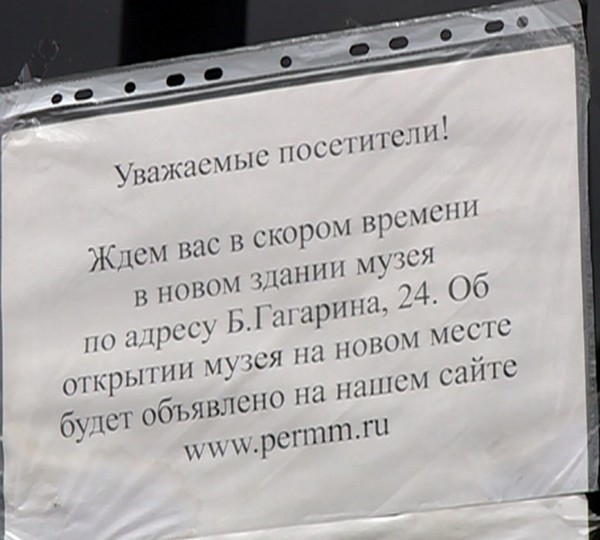 Уважаемые посетители!
Ждем вас в скором времени
в новом здании музея
по адресу Б.Гагарина, 24. Об
открытии музея на новом месте
будет объявлено на нашем сайте
www.permm.ru